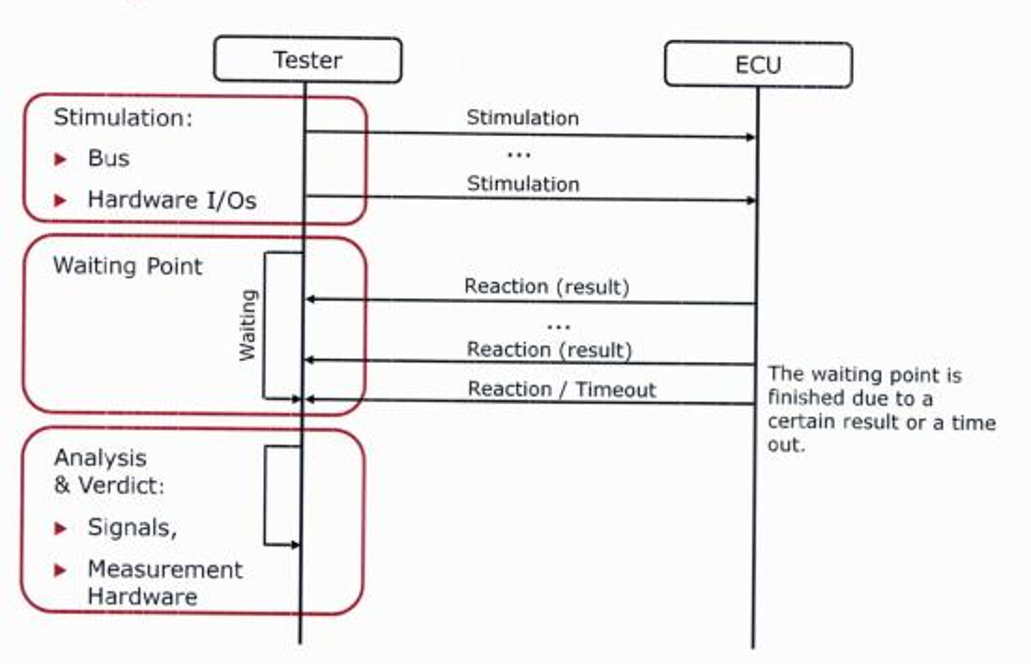 Tester
ECU
Stimulation:
Bus
Hardware I/Os
Stimulation
...
Stimulation
Waiting Point
Waiting
Reaction (result)
...
Reaction (result)
Reaction / Timeout
The waiting point is
finished due to a
certain result or a time
out.
Analysis
& Verdict:
Signals,
Measurement
Hardware